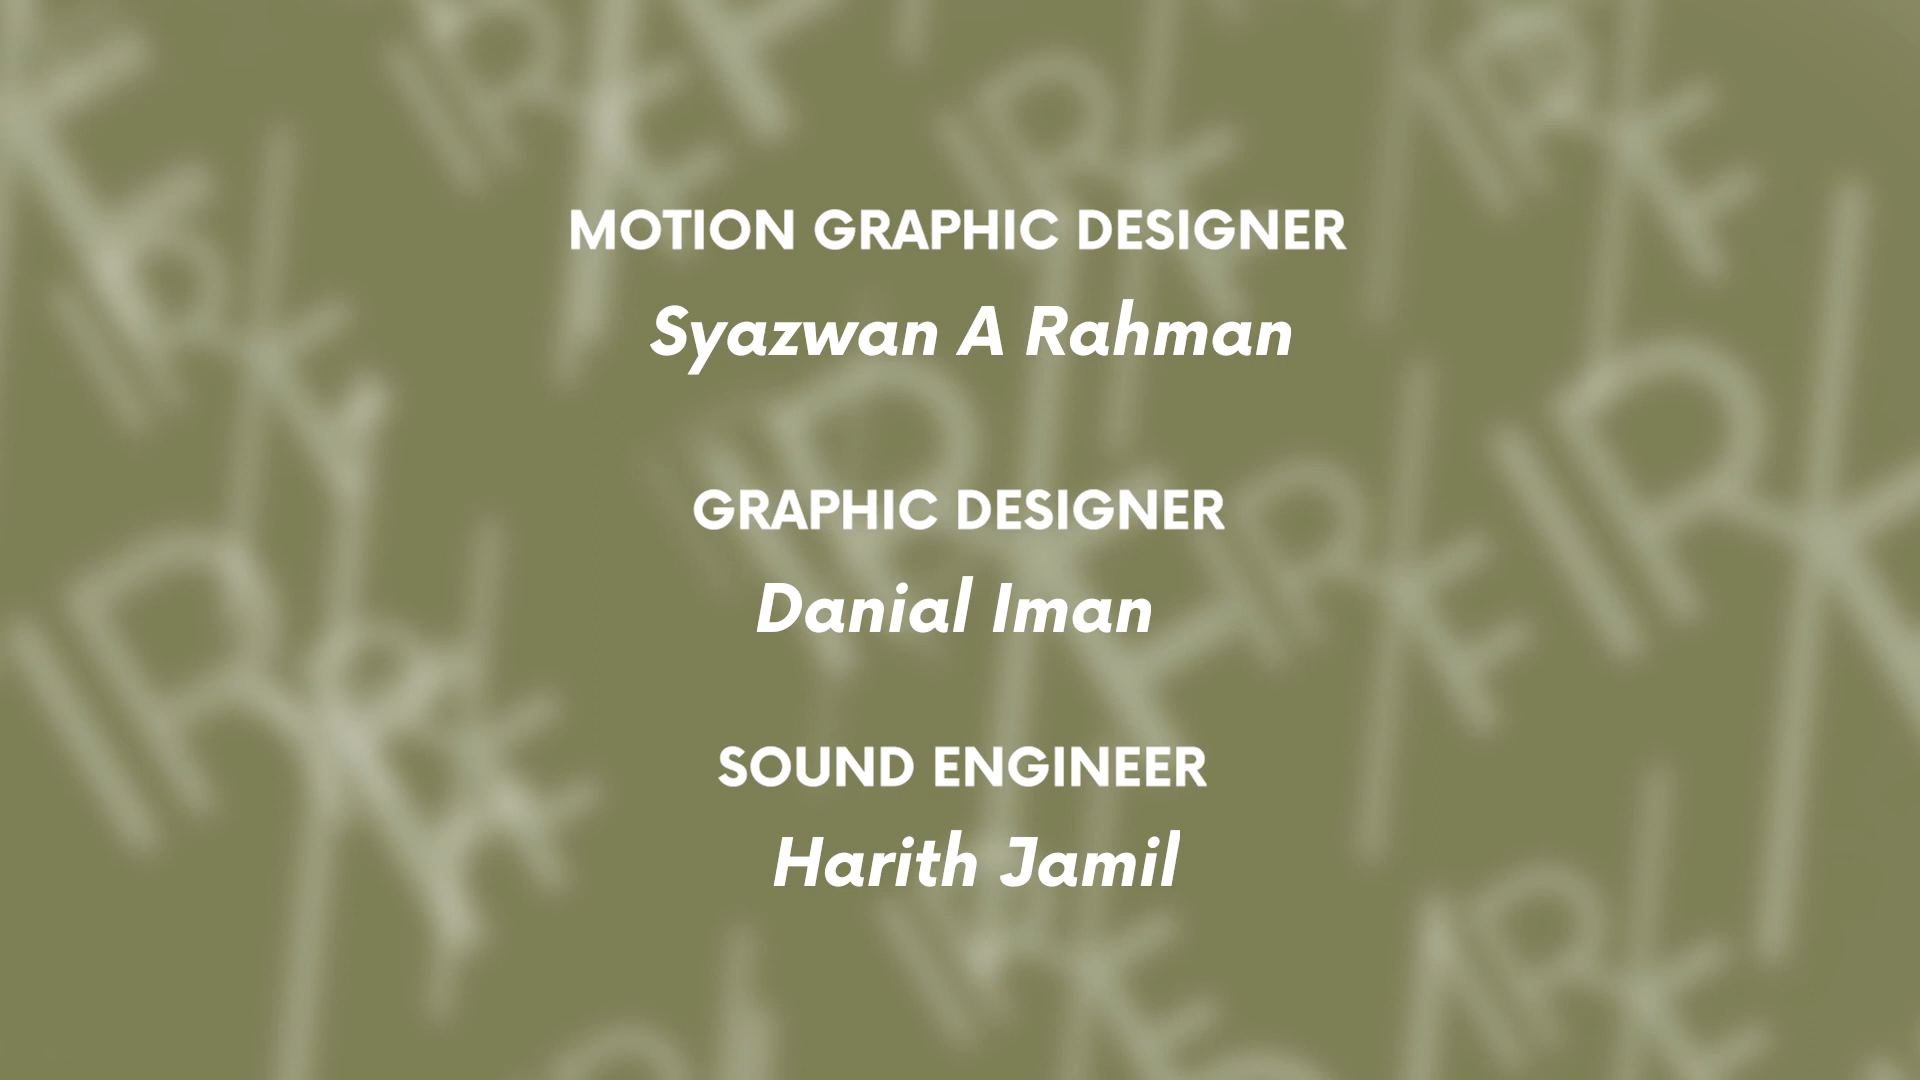 MOTION GRAPHIC DESIGNER
Syazwan A Rahman
GRAPHIC DESIGNER
Danial Iman
SOUND ENGINEER
Harith Jamil